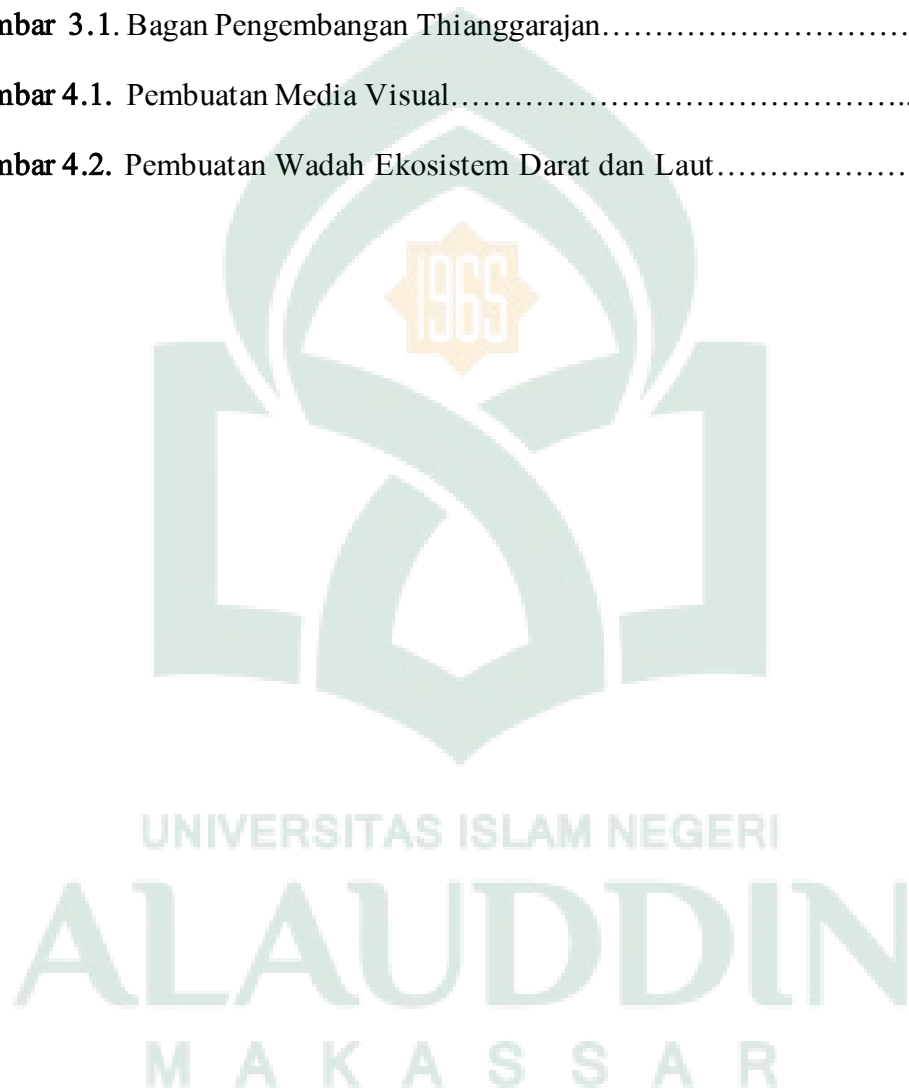 mbar 3.1. Bagan Pengembangan Thianggarajan…………………………
mbar 4.1. Pembuatan Media Visual……………………………………..
mbar 4.2. Pembuatan Wadah Ekosistem Darat dan Laut………………
1965
UNIVERSITAS ISLAM NEGERI
ALAUDDIN
MAKASSAR